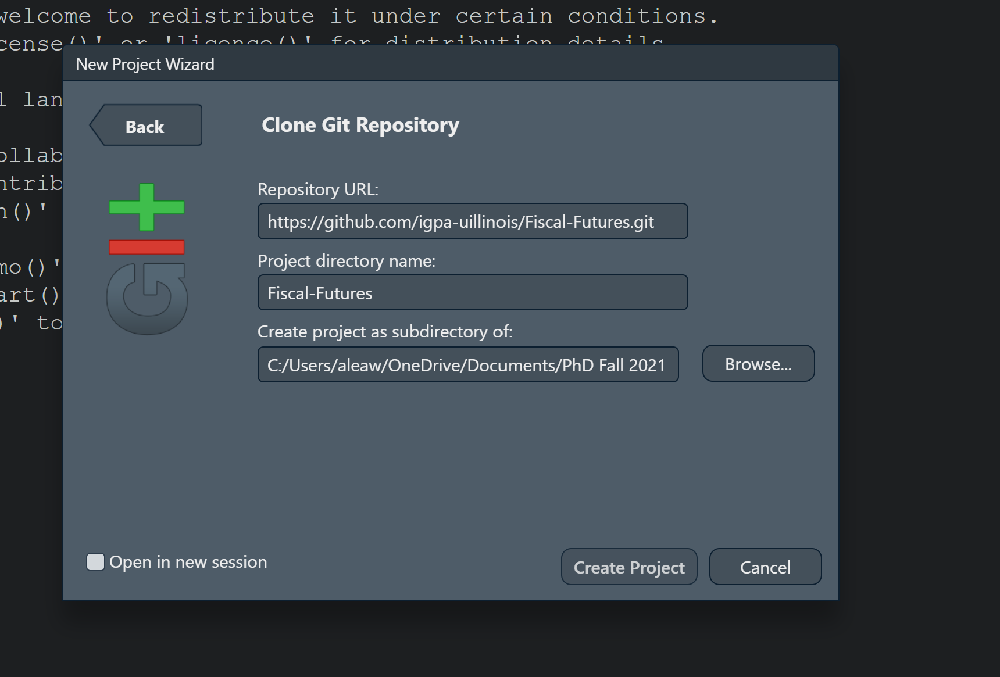 welcome to redistribute it under certain conditions.
cense()' or 'licence()' for distribution details
New Project Wizard
l lan
Back
Clone Git Repository
ollab
ntrib
Repository URL:
n()'
https://github.com/igpa-uillinois/Fiscal-Futures.git
Project directory name:
mo()'
art()
Fiscal-Futures
)' to
Create project as subdirectory of:
C:/Users/aleaw/OneDrive/Documents/PhD Fall 2021
Browse...
Open in new session
Create Project
Cancel